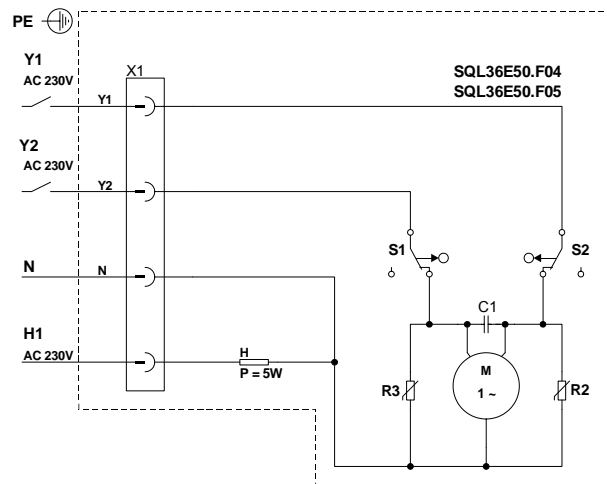 PE
Y1
AC 230V
X1
SQL36E50.F04
SQL36E50.F05
Y1
Y2
AC 230V
Y2
S1
S2
N
N
H1
AC 230V
H
P = 5W
C1
R3
M
1 ~
R2